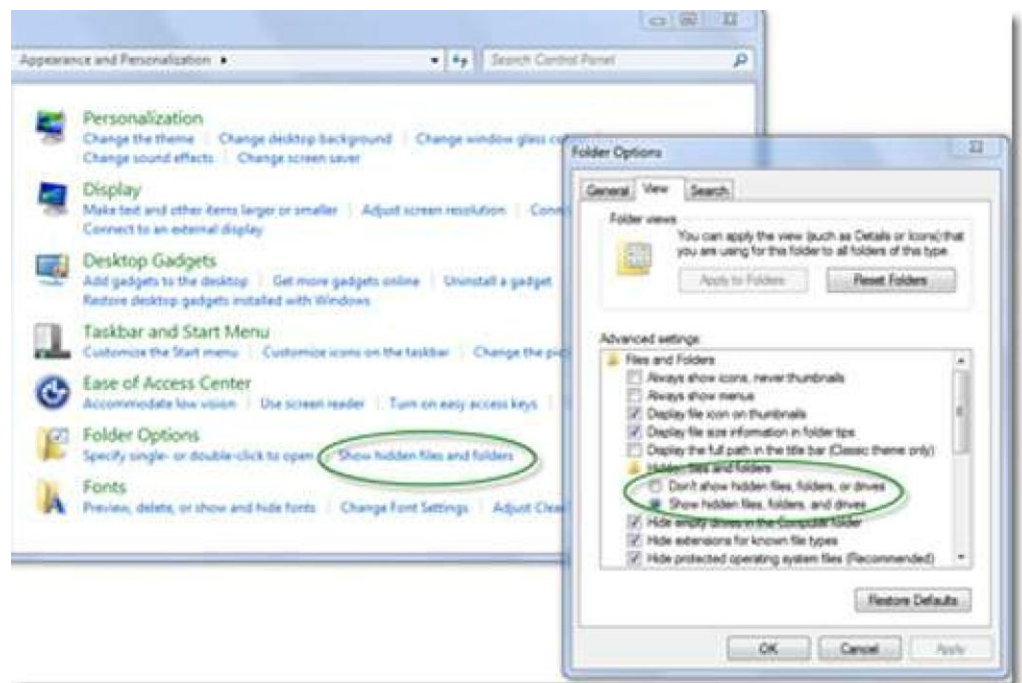 Appearance and Personalization
Search Control Panel
Personalization
Change the theme Change desktop background Change window glass
Change sound effects Change screen saver
Display
Make text and other items larger or smaller Adjust screen resolution
Connect to an external display
Desktop Gadgets
Add gadgets to the desktop Get more gadgets online Uninstall a gadget
Restore desktop gadgets installed with Windows
Taskbar and Start Menu
Customize the Start menu Customize icons on the taskbar Change the
Ease of Access Center
Accommodate low vision Use screen reader Turn on easy access keys
Folder Options
Specify single- or double-click to open Show hidden files and folders
Fonts
Preview, delete, or show and hide fonts Change Font Settings Adjust
Folder Options
General View Search
Folder views
You can apply the view (such as Details or Icons) that
you are using for this folder to all folders of this type.
Apply to Folders Reset Folders
Advanced settings:
Files and Folders
Always show icons, never thumbnails
Always show menus
Display file icon on thumbnails
Display file size information in folder tips
Display the full path in the title bar (Classic theme only)
Hidden files and folders
Don't show hidden files, folders, or drives
Show hidden files, folders, and drives
Hide empty drives in the Computer folder
Hide extensions for known file types
Hide protected operating system files (Recommended)
Restore Defaults
OK Cancel Apply